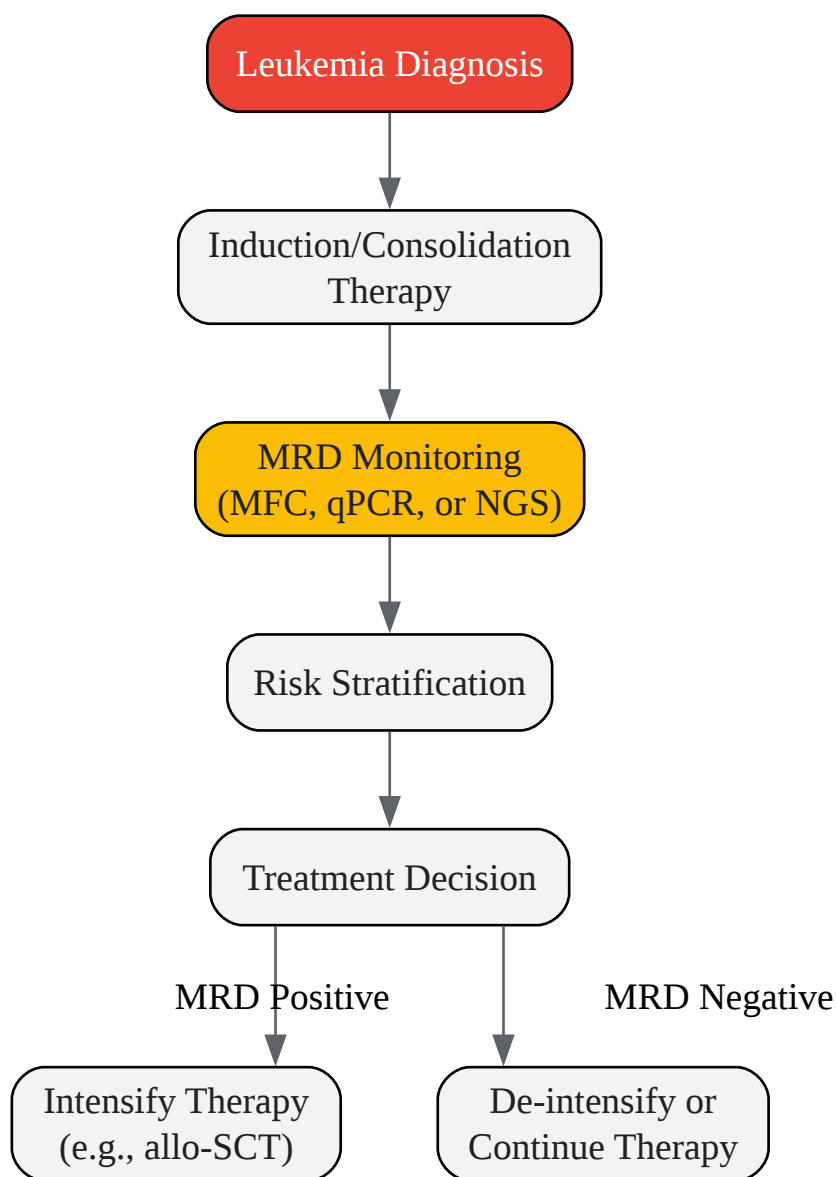 Leukemia Diagnosis
Induction/Consolidation
Therapy
MRD Monitoring
(MFC, qPCR, or NGS)
Risk Stratification
Treatment Decision
MRD Positive
MRD Negative
Intensify Therapy
(e.g., allo-SCT)
De-intensify or
Continue Therapy